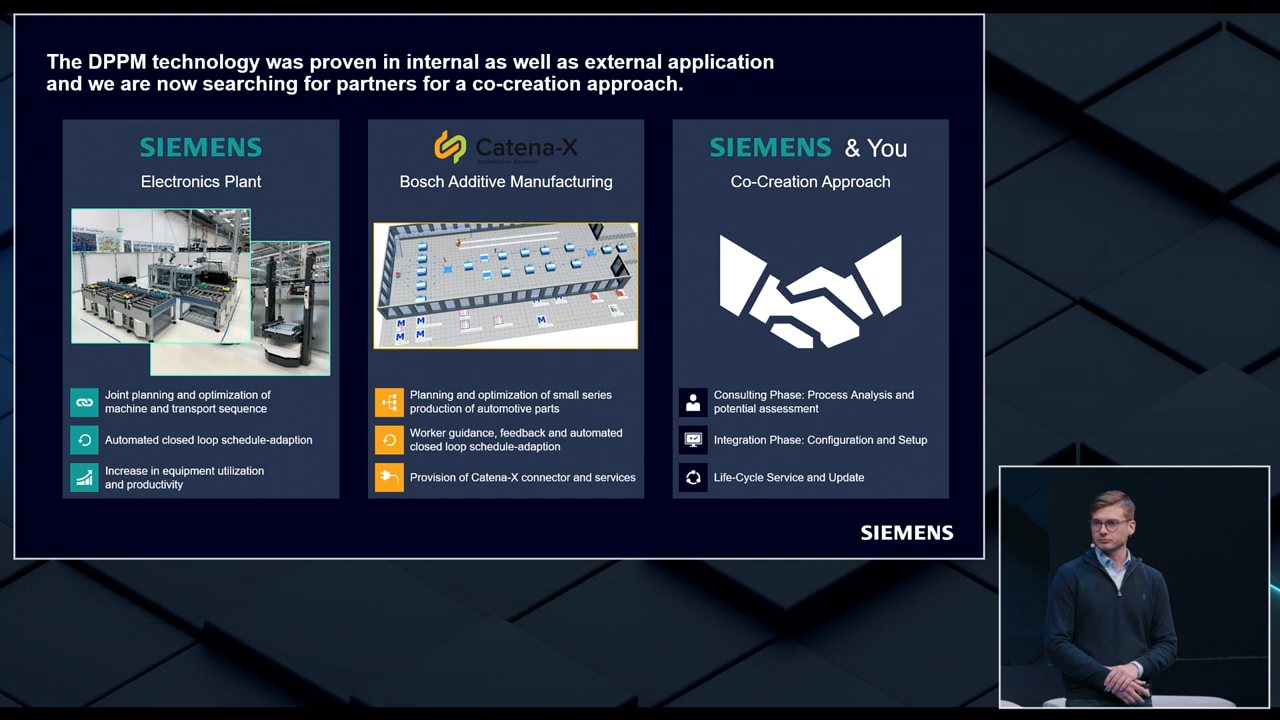 The DPPM technology was proven in internal as well as external application
and we are now searching for partners for a co-creation approach.
SIEMENS
Electronics Plant
Joint planning and optimization of
machine and transport sequence
Automated closed loop schedule-adaption
Increase in equipment utilization
and productivity
Catena-X
Automotive Network
Bosch Additive Manufacturing
M
M
M
M
M
Planning and optimization of small series
production of automotive parts
Worker guidance, feedback and automated
closed loop schedule-adaption
Provision of Catena-X connector and services
SIEMENS & You
Co-Creation Approach
Consulting Phase: Process Analysis and
potential assessment
Integration Phase: Configuration and Setup
Life-Cycle Service and Update
SIEMENS